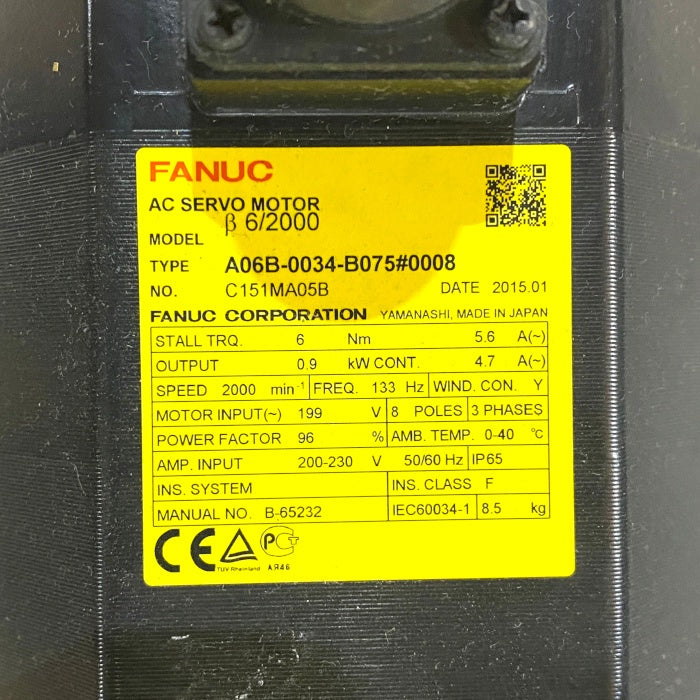 FANUC
AC SERVO MOTOR
MODEL β 6/2000
TYPE A06B-0034-B075#0008
NO. C151MA05B DATE 2015.01
FANUC CORPORATION YAMANASHI, MADE IN JAPAN
STALL TRQ. 6 Nm 5.6 A(~)
OUTPUT 0.9 kW CONT. 4.7 A(~)
SPEED 2000 min⁻¹ FREQ. 133 Hz WIND. CON. Y
MOTOR INPUT(~) 199 V 8 POLES 3 PHASES
POWER FACTOR 96 % AMB. TEMP. 0-40 ℃
AMP. INPUT 200-230 V 50/60 Hz IP65
INS. SYSTEM INS. CLASS F
MANUAL NO. B-65232 IEC60034-1 8.5 kg
CE PCT
TÜV Rheinland АЯ46